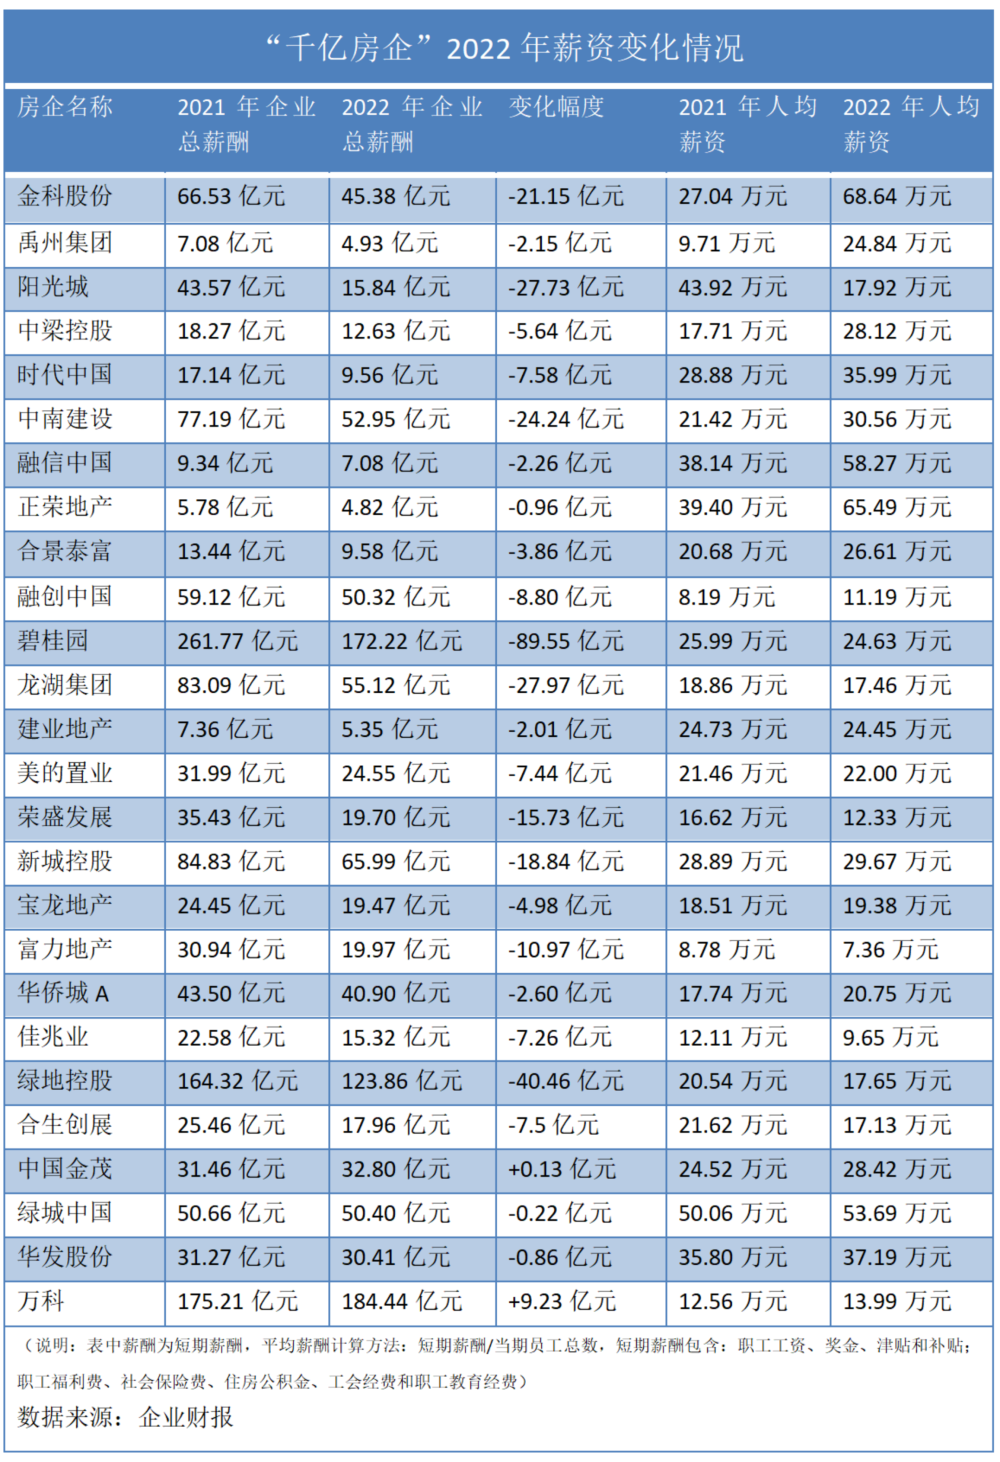 “千亿房企”2022 年薪资变化情况
房企名称 2021 年企业总薪酬 2022 年企业总薪酬 变化幅度 2021 年人均薪资 2022 年人均薪资
金科股份 66.53 亿元 45.38 亿元 -21.15 亿元 27.04 万元 68.64 万元
禹州集团 7.08 亿元 4.93 亿元 -2.15 亿元 9.71 万元 24.84 万元
阳光城 43.57 亿元 15.84 亿元 -27.73 亿元 43.92 万元 17.92 万元
中梁控股 18.27 亿元 12.63 亿元 -5.64 亿元 17.71 万元 28.12 万元
时代中国 17.14 亿元 9.56 亿元 -7.58 亿元 28.88 万元 35.99 万元
中南建设 77.19 亿元 52.95 亿元 -24.24 亿元 21.42 万元 30.56 万元
融信中国 9.34 亿元 7.08 亿元 -2.26 亿元 38.14 万元 58.27 万元
正荣地产 5.78 亿元 4.82 亿元 -0.96 亿元 39.40 万元 65.49 万元
合景泰富 13.44 亿元 9.58 亿元 -3.86 亿元 20.68 万元 26.61 万元
融创中国 59.12 亿元 50.32 亿元 -8.80 亿元 8.19 万元 11.19 万元
碧桂园 261.77 亿元 172.22 亿元 -89.55 亿元 25.99 万元 24.63 万元
龙湖集团 83.09 亿元 55.12 亿元 -27.97 亿元 18.86 万元 17.46 万元
建业地产 7.36 亿元 5.35 亿元 -2.01 亿元 24.73 万元 24.45 万元
美的置业 31.99 亿元 24.55 亿元 -7.44 亿元 21.46 万元 22.00 万元
荣盛发展 35.43 亿元 19.70 亿元 -15.73 亿元 16.62 万元 12.33 万元
新城控股 84.83 亿元 65.99 亿元 -18.84 亿元 28.89 万元 29.67 万元
宝龙地产 24.45 亿元 19.47 亿元 -4.98 亿元 18.51 万元 19.38 万元
富力地产 30.94 亿元 19.97 亿元 -10.97 亿元 8.78 万元 7.36 万元
华侨城 A 43.50 亿元 40.90 亿元 -2.60 亿元 17.74 万元 20.75 万元
佳兆业 22.58 亿元 15.32 亿元 -7.26 亿元 12.11 万元 9.65 万元
绿地控股 164.32 亿元 123.86 亿元 -40.46 亿元 20.54 万元 17.65 万元
合生创展 25.46 亿元 17.96 亿元 -7.5 亿元 21.62 万元 17.13 万元
中国金茂 31.46 亿元 32.80 亿元 +0.13 亿元 24.52 万元 28.42 万元
绿城中国 50.66 亿元 50.40 亿元 -0.22 亿元 50.06 万元 53.69 万元
华发股份 31.27 亿元 30.41 亿元 -0.86 亿元 35.80 万元 37.19 万元
万科 175.21 亿元 184.44 亿元 +9.23 亿元 12.56 万元 13.99 万元
（说明：表中薪酬为短期薪酬，平均薪酬计算方法：短期薪酬/当期员工总数，短期薪酬包含：职工工资、奖金、津贴和补贴；
职工福利费、社会保险费、住房公积金、工会经费和职工教育经费）
数据来源：企业财报